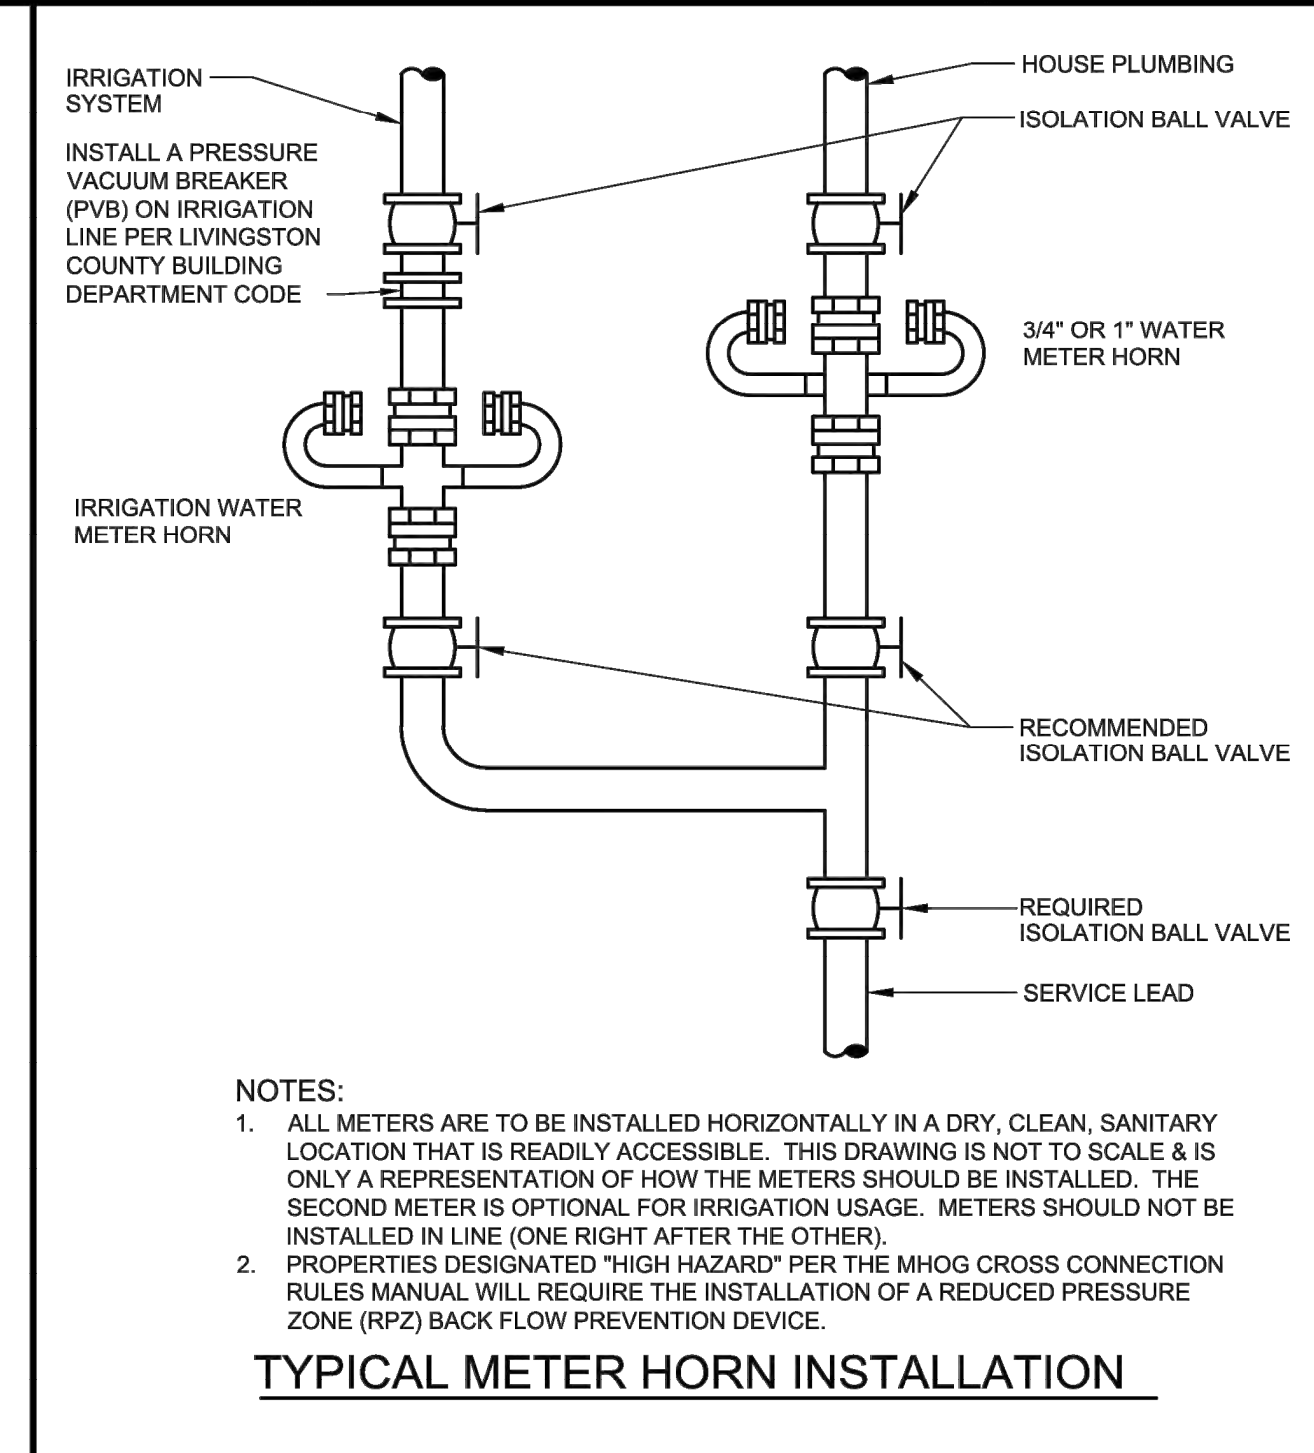 IRRIGATION
SYSTEM
HOUSE PLUMBING
ISOLATION BALL VALVE
INSTALL A PRESSURE
VACUUM BREAKER
(PVB) ON IRRIGATION
LINE PER LIVINGSTON
COUNTY BUILDING
DEPARTMENT CODE
3/4" OR 1" WATER
METER HORN
IRRIGATION WATER
METER HORN
RECOMMENDED
ISOLATION BALL VALVE
REQUIRED
ISOLATION BALL VALVE
SERVICE LEAD
NOTES:
1. ALL METERS ARE TO BE INSTALLED HORIZONTALLY IN A DRY, CLEAN, SANITARY
LOCATION THAT IS READILY ACCESSIBLE. THIS DRAWING IS NOT TO SCALE & IS
ONLY A REPRESENTATION OF HOW THE METERS SHOULD BE INSTALLED. THE
SECOND METER IS OPTIONAL FOR IRRIGATION USAGE. METERS SHOULD NOT BE
INSTALLED IN LINE (ONE RIGHT AFTER THE OTHER).
2. PROPERTIES DESIGNATED "HIGH HAZARD" PER THE MHOG CROSS CONNECTION
RULES MANUAL WILL REQUIRE THE INSTALLATION OF A REDUCED PRESSURE
ZONE (RPZ) BACK FLOW PREVENTION DEVICE.
TYPICAL METER HORN INSTALLATION